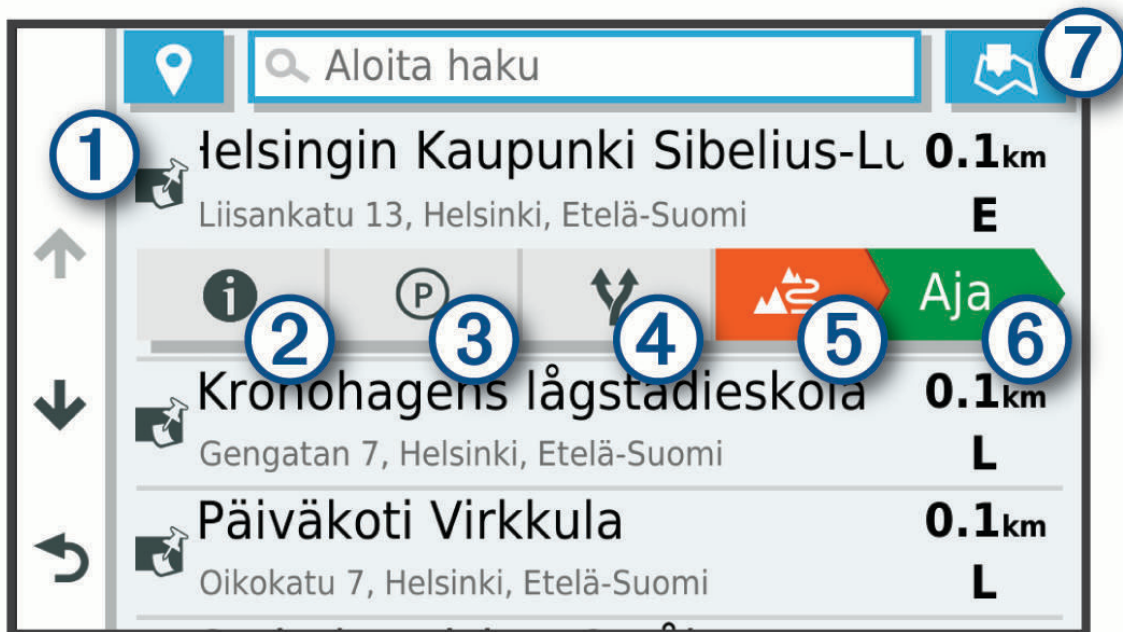 Aloita haku
7
1
Helsingin Kaupunki Sibelius-Lu 0.1km
Liisankatu 13, Helsinki, Etelä-Suomi E
2 P 3 4 5 Aja 6
Kronohagens lågstadieskola 0.1km
Gengatan 7, Helsinki, Etelä-Suomi L
Päiväkoti Virkkula 0.1km
Oikokatu 7, Helsinki, Etelä-Suomi L